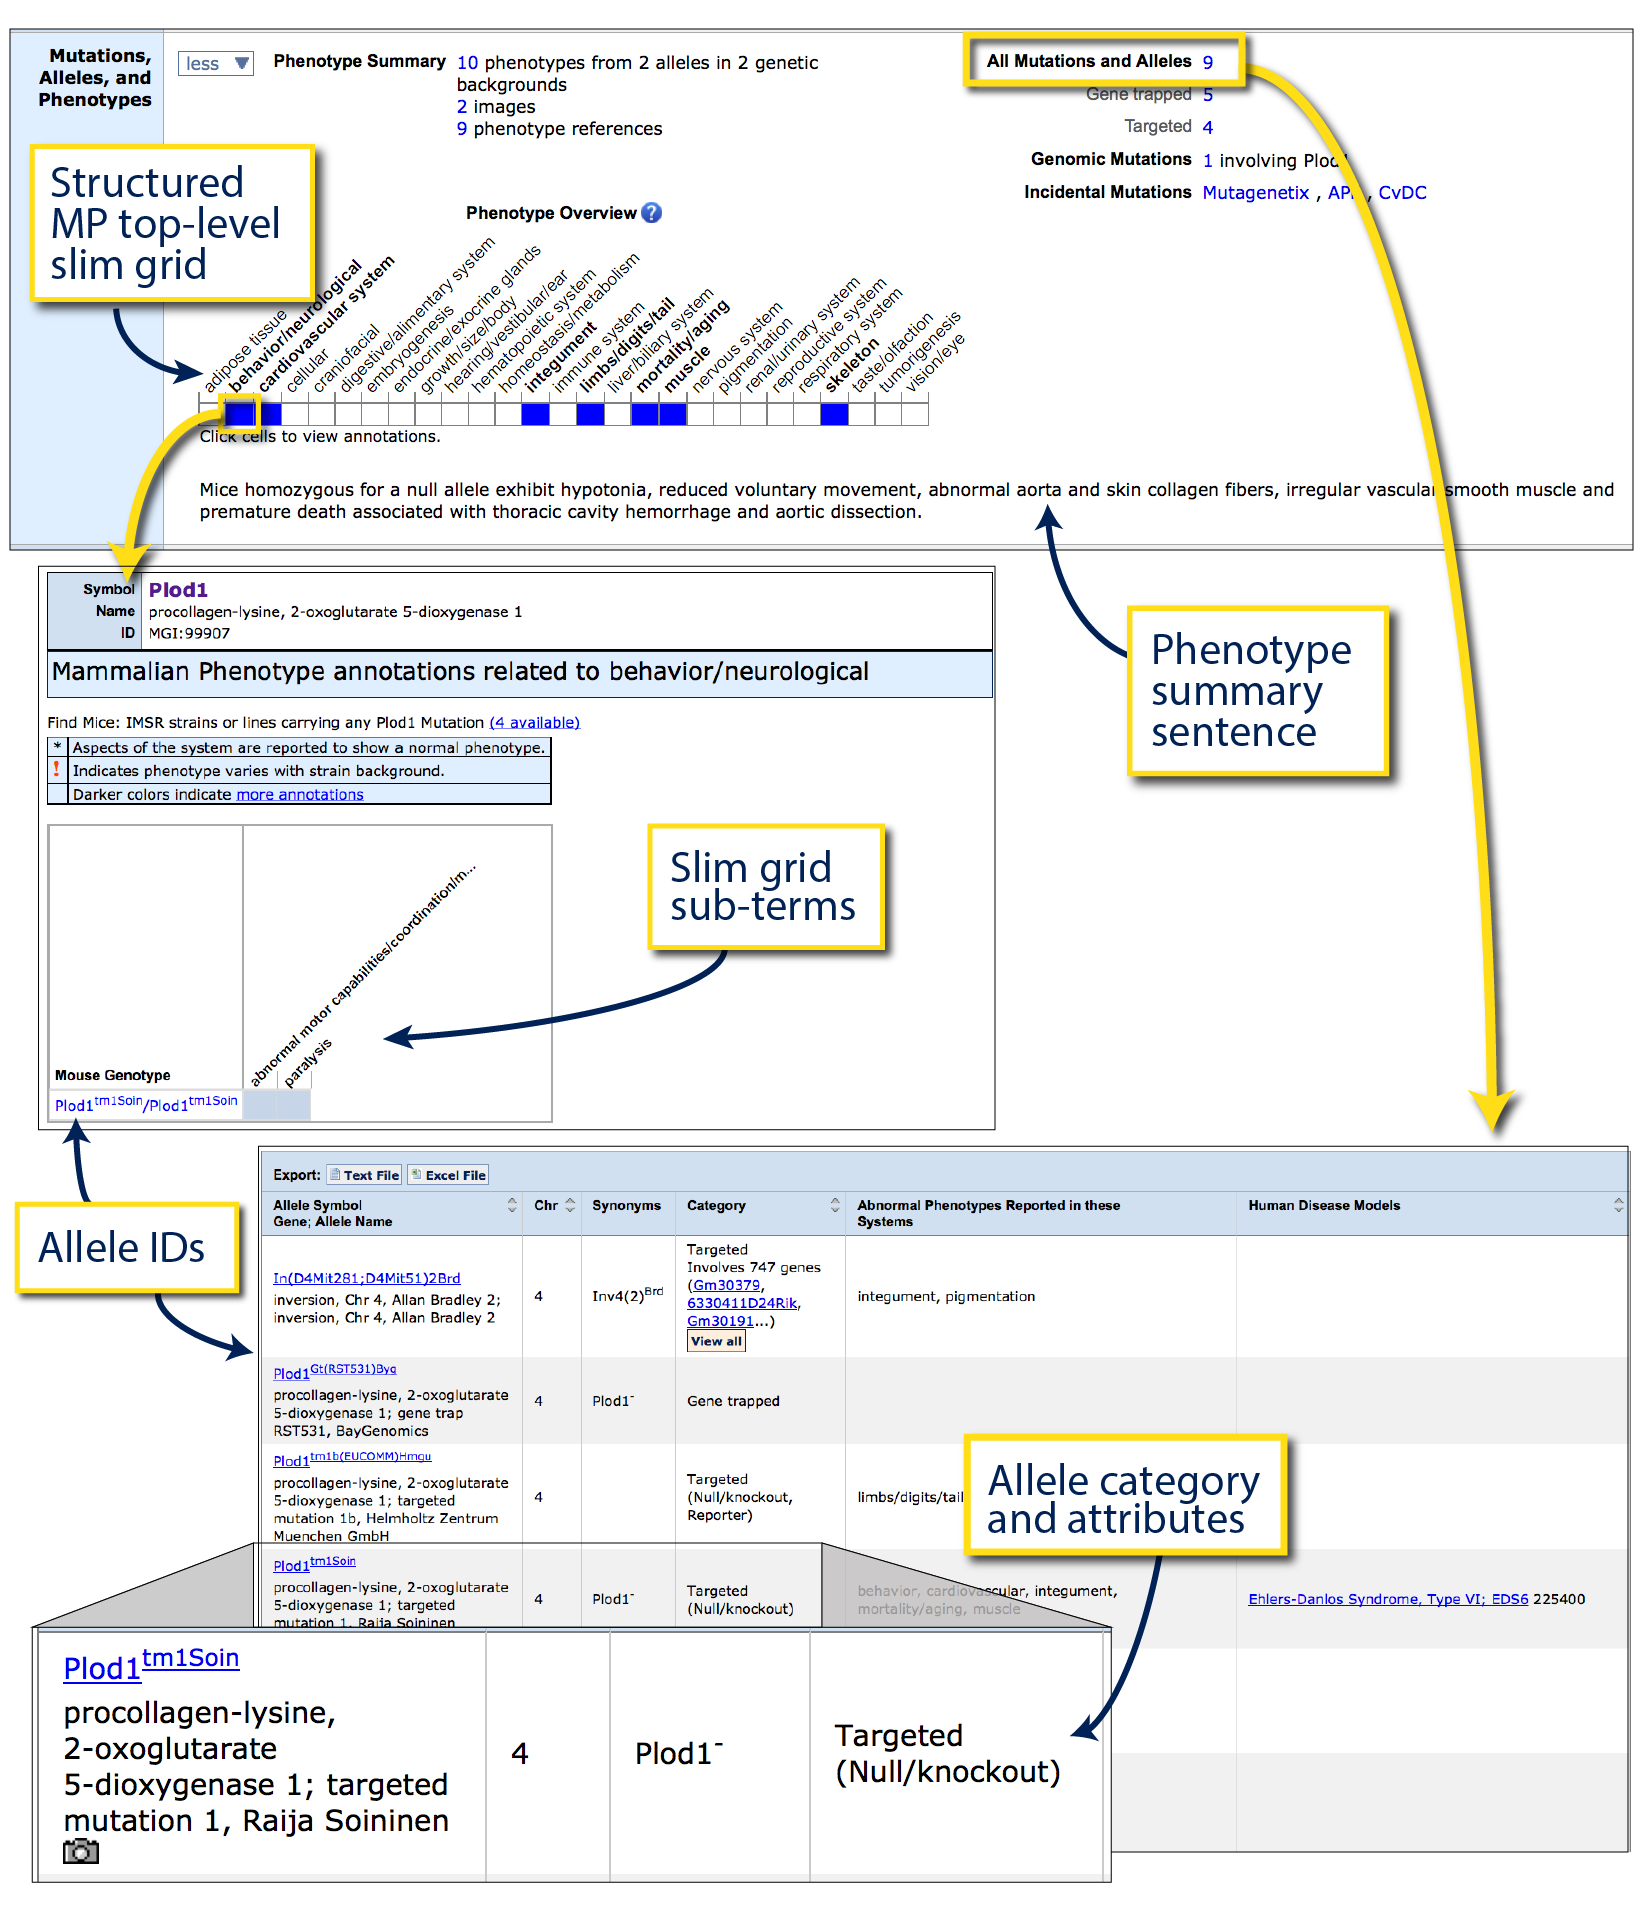 Mutations,
Alleles, and
Phenotypes
less
Phenotype Summary
10 phenotypes from 2 alleles in 2 genetic
backgrounds
2 images
9 phenotype references
All Mutations and Alleles 9
Gene trapped 5
Targeted 4
Genomic Mutations 1 involving Plod1
Incidental Mutations Mutagenetix , APF , CvDC
Structured
MP top-level
slim grid
Phenotype Overview ?
adipose tissue
behavior/neurological
cardiovascular system
cellular
craniofacial
digestive/alimentary system
embryogenesis
endocrine/exocrine glands
growth/size/body
hearing/vestibular/ear
hematopoietic system
homeostasis/metabolism
integument
immune system
limbs/digits/tail
liver/biliary system
mortality/aging
muscle
nervous system
pigmentation
renal/urinary system
reproductive system
respiratory system
skeleton
taste/olfaction
tumorigenesis
vision/eye
Click cells to view annotations.
Mice homozygous for a null allele exhibit hypotonia, reduced voluntary movement, abnormal aorta and skin collagen fibers, irregular vascular smooth muscle and
premature death associated with thoracic cavity hemorrhage and aortic dissection.
Symbol Plod1
Name procollagen-lysine, 2-oxoglutarate 5-dioxygenase 1
ID MGI:99907
Mammalian Phenotype annotations related to behavior/neurological
Find Mice: IMSR strains or lines carrying any Plod1 Mutation (4 available)
* Aspects of the system are reported to show a normal phenotype.
! Indicates phenotype varies with strain background.
Darker colors indicate more annotations
Phenotype
summary
sentence
Slim grid
sub-terms
abnormal motor capabilities/coordination/m...
paralysis
Mouse Genotype
Plod1tm1Soin/Plod1tm1Soin
Allele IDs
Export: Text File Excel File
Allele Symbol
Gene; Allele Name
Chr
Synonyms
Category
Abnormal Phenotypes Reported in these
Systems
Human Disease Models
In(D4Mit281;D4Mit51)2Brd
inversion, Chr 4, Allan Bradley 2;
inversion, Chr 4, Allan Bradley 2
4
Inv4(2)Brd
Targeted
Involves 747 genes
(Gm30379,
6330411D24Rik,
Gm30191...)
View all
integument, pigmentation
Plod1Gt(RST531)Byg
procollagen-lysine, 2-oxoglutarate
5-dioxygenase 1; gene trap
RST531, BayGenomics
4
Plod1-
Gene trapped
Plod1tm1b(EUCOMM)Hmgu
procollagen-lysine, 2-oxoglutarate
5-dioxygenase 1; targeted
mutation 1b, Helmholtz Zentrum
Muenchen GmbH
4
Targeted
(Null/knockout,
Reporter)
limbs/digits/tail
Allele category
and attributes
Plod1tm1Soin
procollagen-lysine, 2-oxoglutarate
5-dioxygenase 1; targeted
mutation 1, Raija Soininen
4
Plod1-
Targeted
(Null/knockout)
behavior, cardiovascular, integument,
mortality/aging, muscle
Ehlers-Danlos Syndrome, Type VI; EDS6 225400
Plod1tm1Soin
procollagen-lysine,
2-oxoglutarate
5-dioxygenase 1; targeted
mutation 1, Raija Soininen
4
Plod1-
Targeted
(Null/knockout)